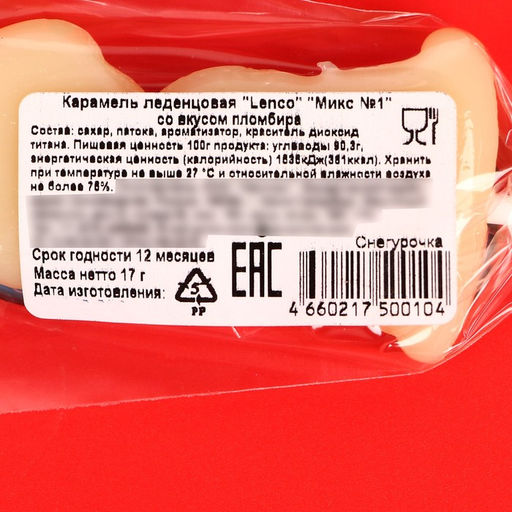 Карамель леденцовая "Lenco" "Микс №1"
со вкусом пломбира
Состав: сахар, патока, ароматизатор, краситель диоксид
титана. Пищевая ценность 100г продукта: углеводы 90,3г,
энергетическая ценность (калорийность) 1636кДж(361ккал). Хранить
при температуре не выше 27 °С и относительной влажности воздуха
не более 75%.
Снегурочка
Срок годности 12 месяцев
Масса нетто 17 г
Дата изготовления:
5
PP
EAC
4 660217 500104